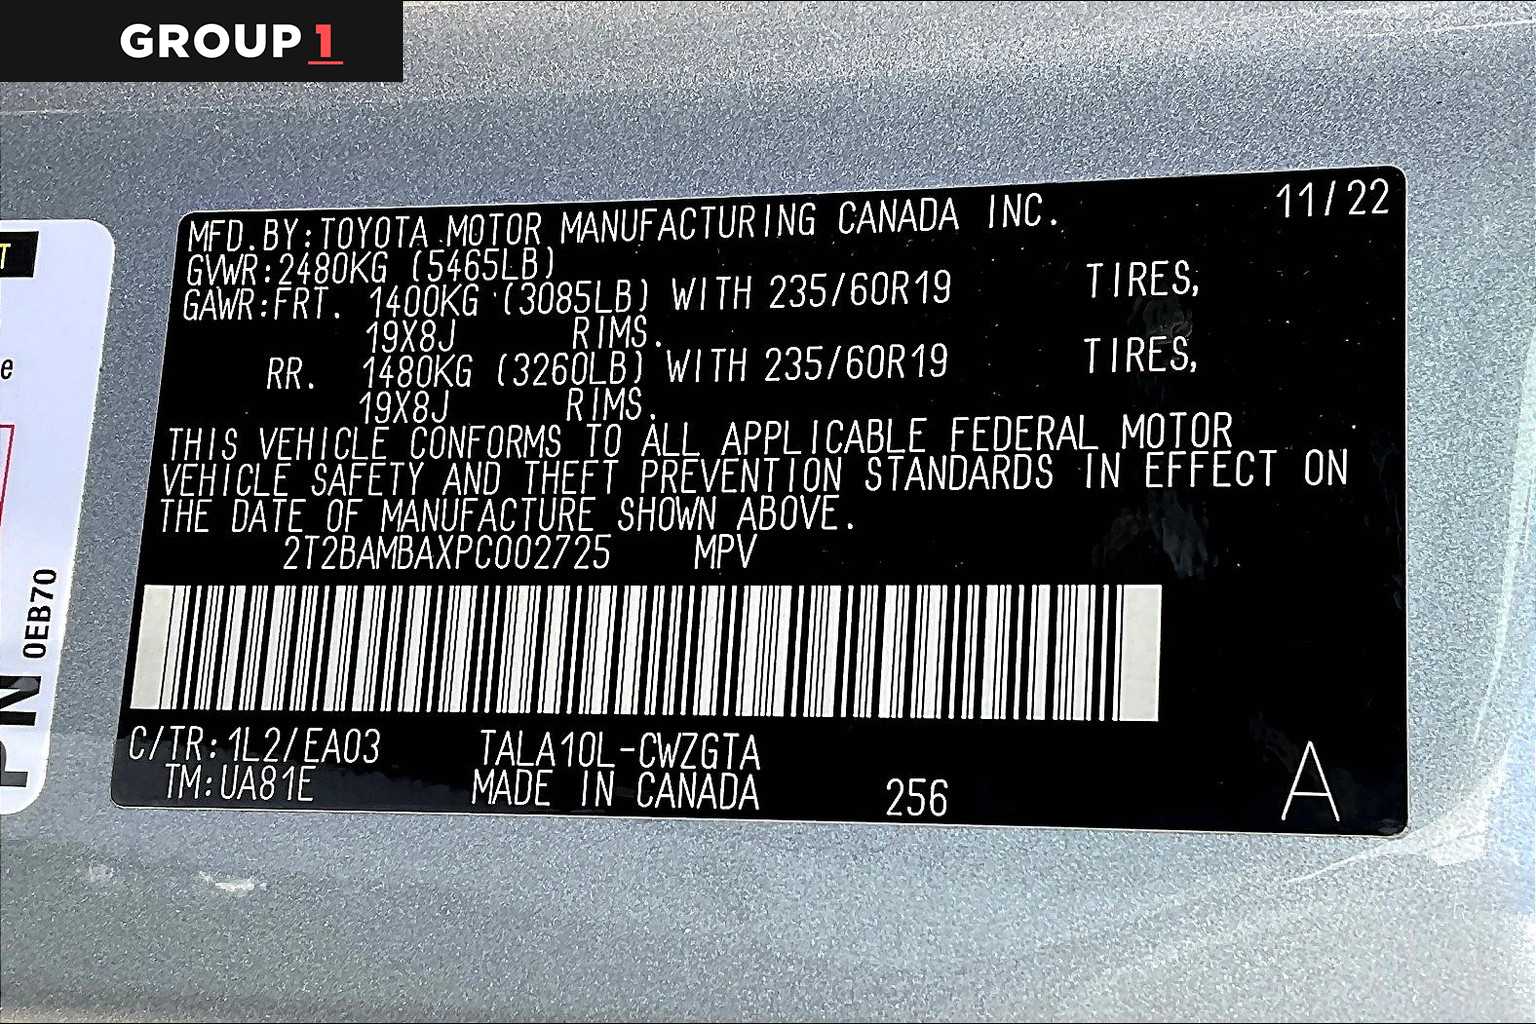 GROUP 1
MFD.BY:TOYOTA MOTOR MANUFACTURING CANADA INC. 11/22
GVWR:2480KG (5465LB)
GAWR:FRT. 1400KG (3085LB) WITH 235/60R19 TIRES,
19X8J RIMS.
RR. 1480KG (3260LB) WITH 235/60R19 TIRES,
19X8J RIMS.
THIS VEHICLE CONFORMS TO ALL APPLICABLE FEDERAL MOTOR
VEHICLE SAFETY AND THEFT PREVENTION STANDARDS IN EFFECT ON
THE DATE OF MANUFACTURE SHOWN ABOVE.
2T2BAMBAXPC002725 MPV
C/TR:1L2/EA03 TALA10L-CWZGTA
TM:UA81E MADE IN CANADA 256 A
0EB70